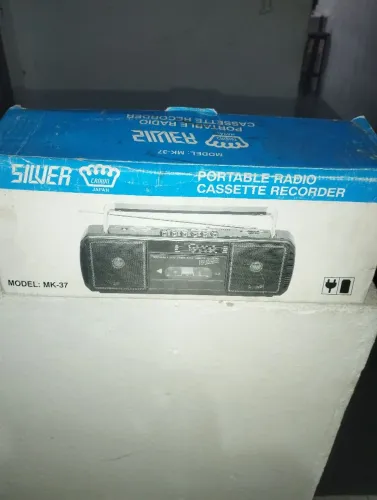 MODEL: MK-37
SILVER
PORTABLE RADIO
CASSETTE RECORDER
SILVER
CROWN
JAPAN
PORTABLE RADIO
CASSETTE RECORDER
MODEL: MK-37